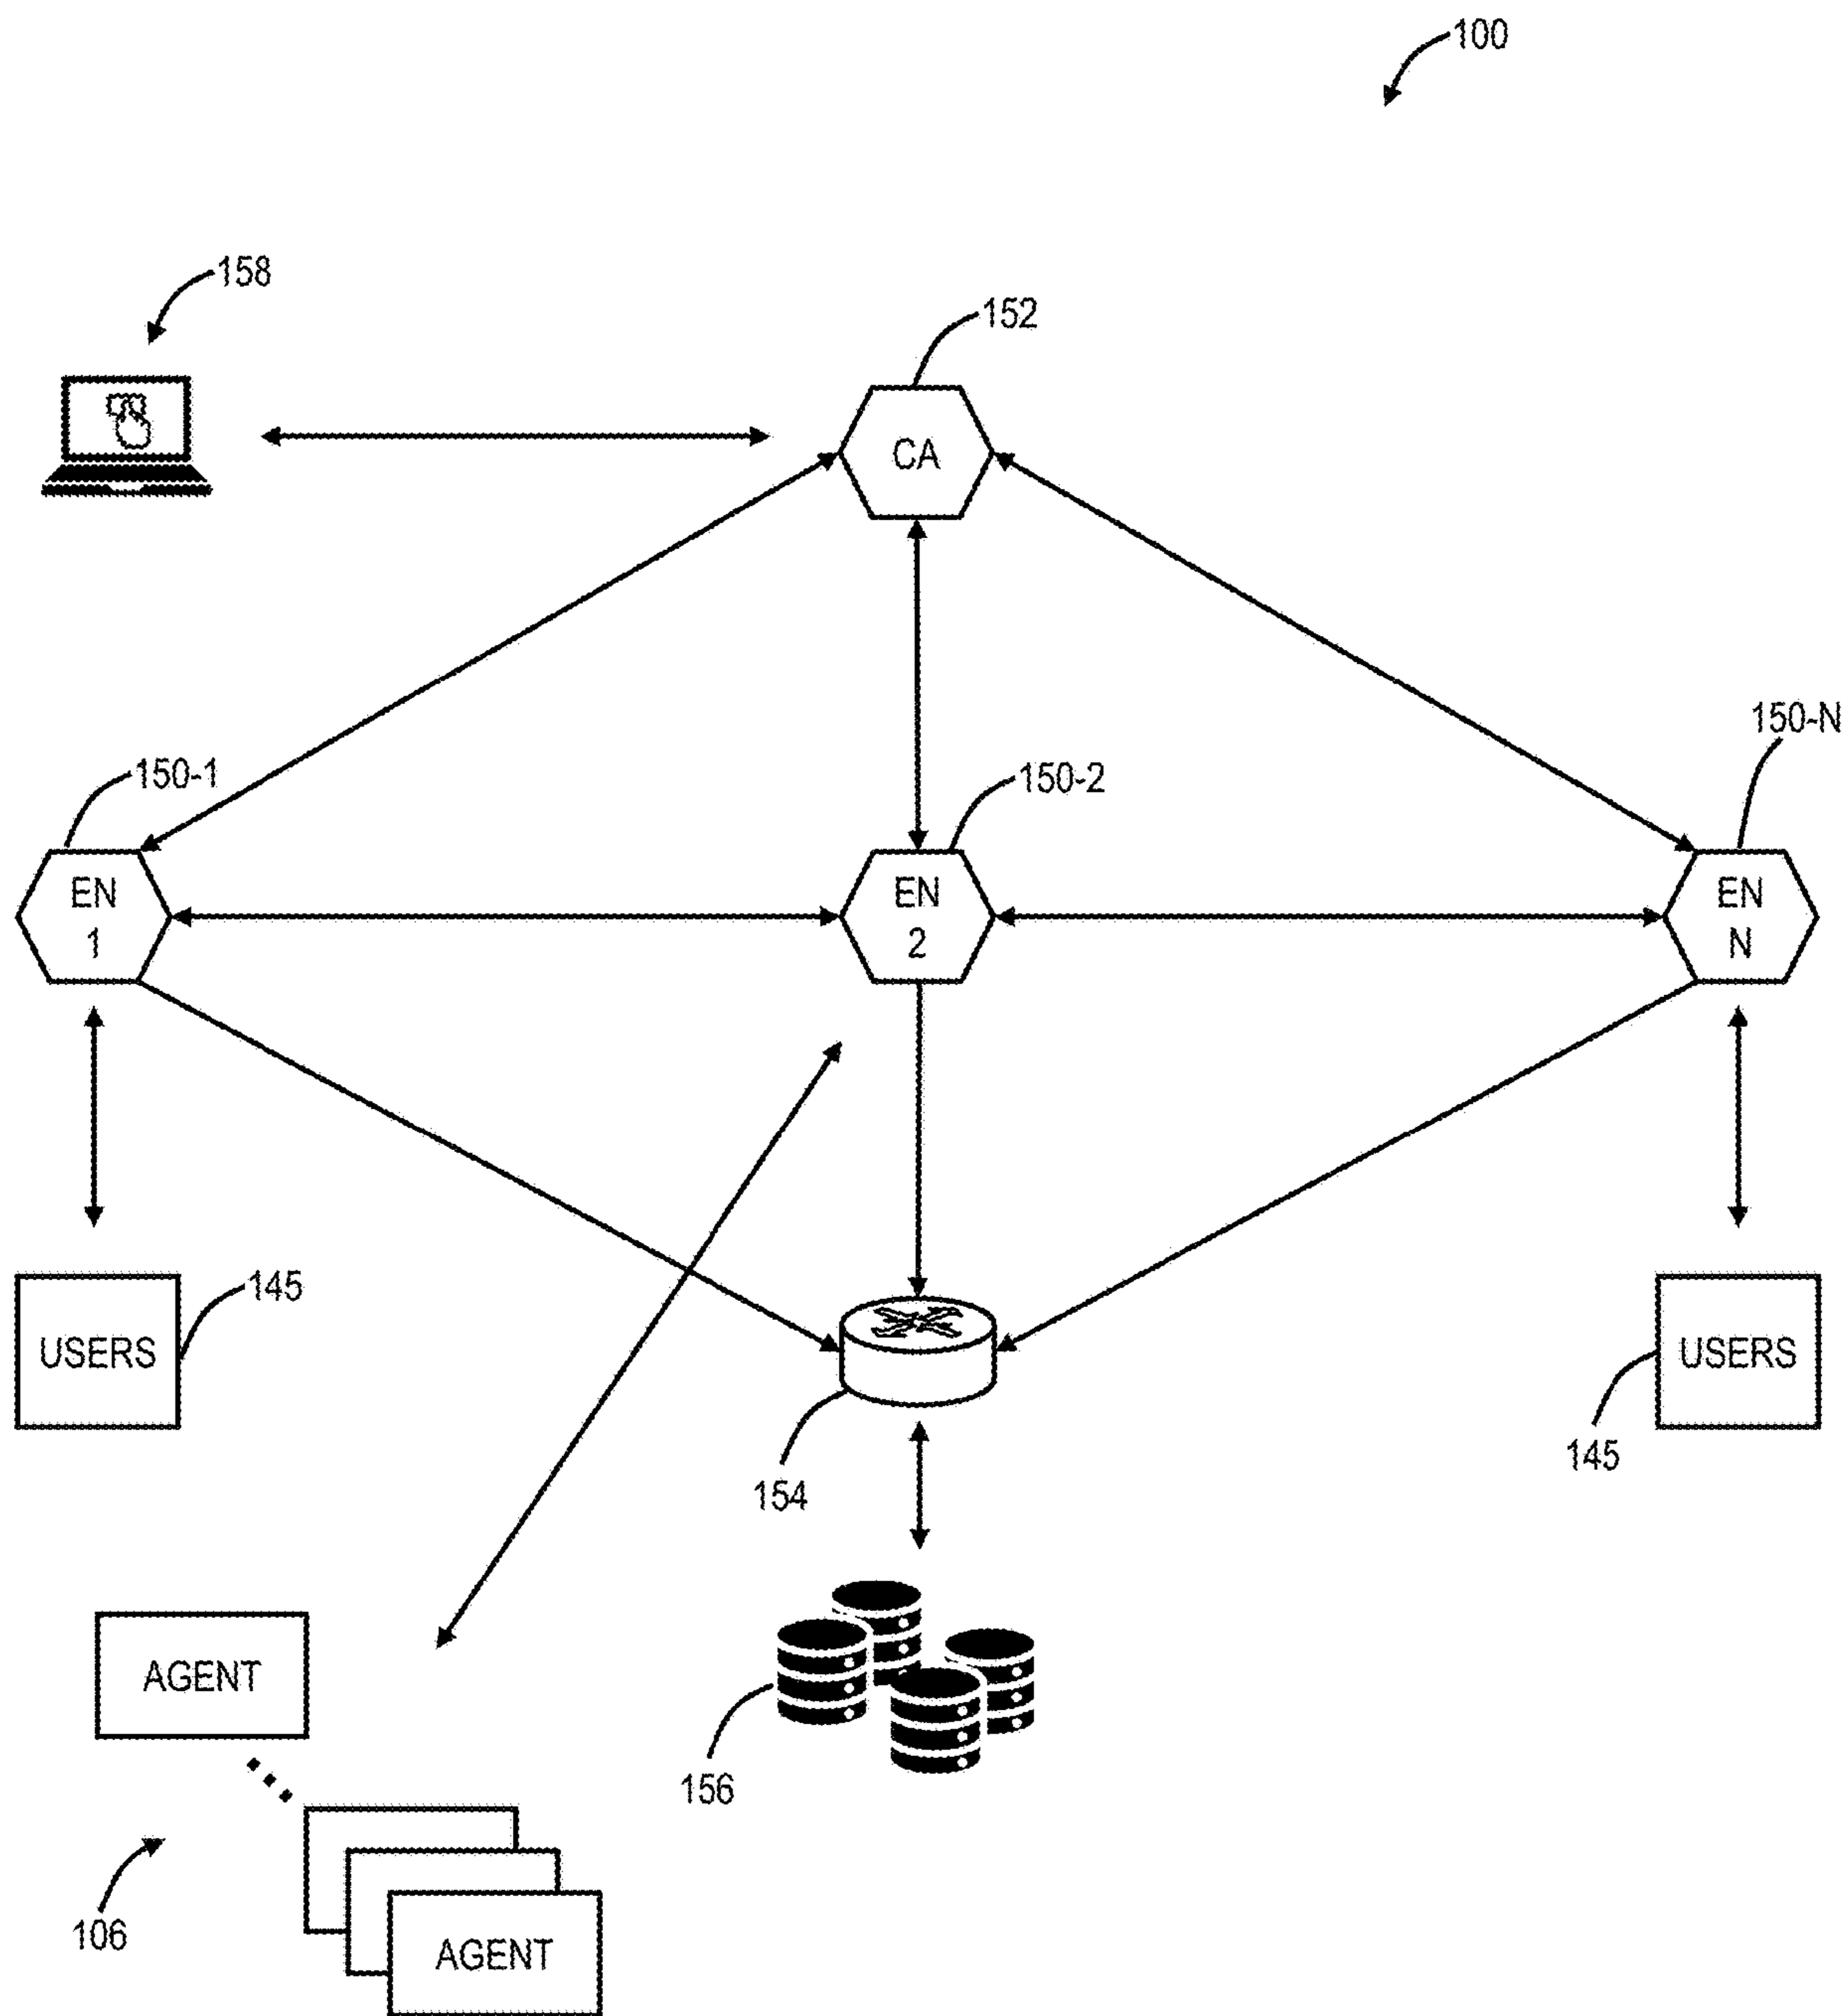 100
158
152
CA
150-1
150-2
150-N
EN
1
EN
2
EN
N
USERS
145
154
USERS
145
AGENT
156
106
AGENT